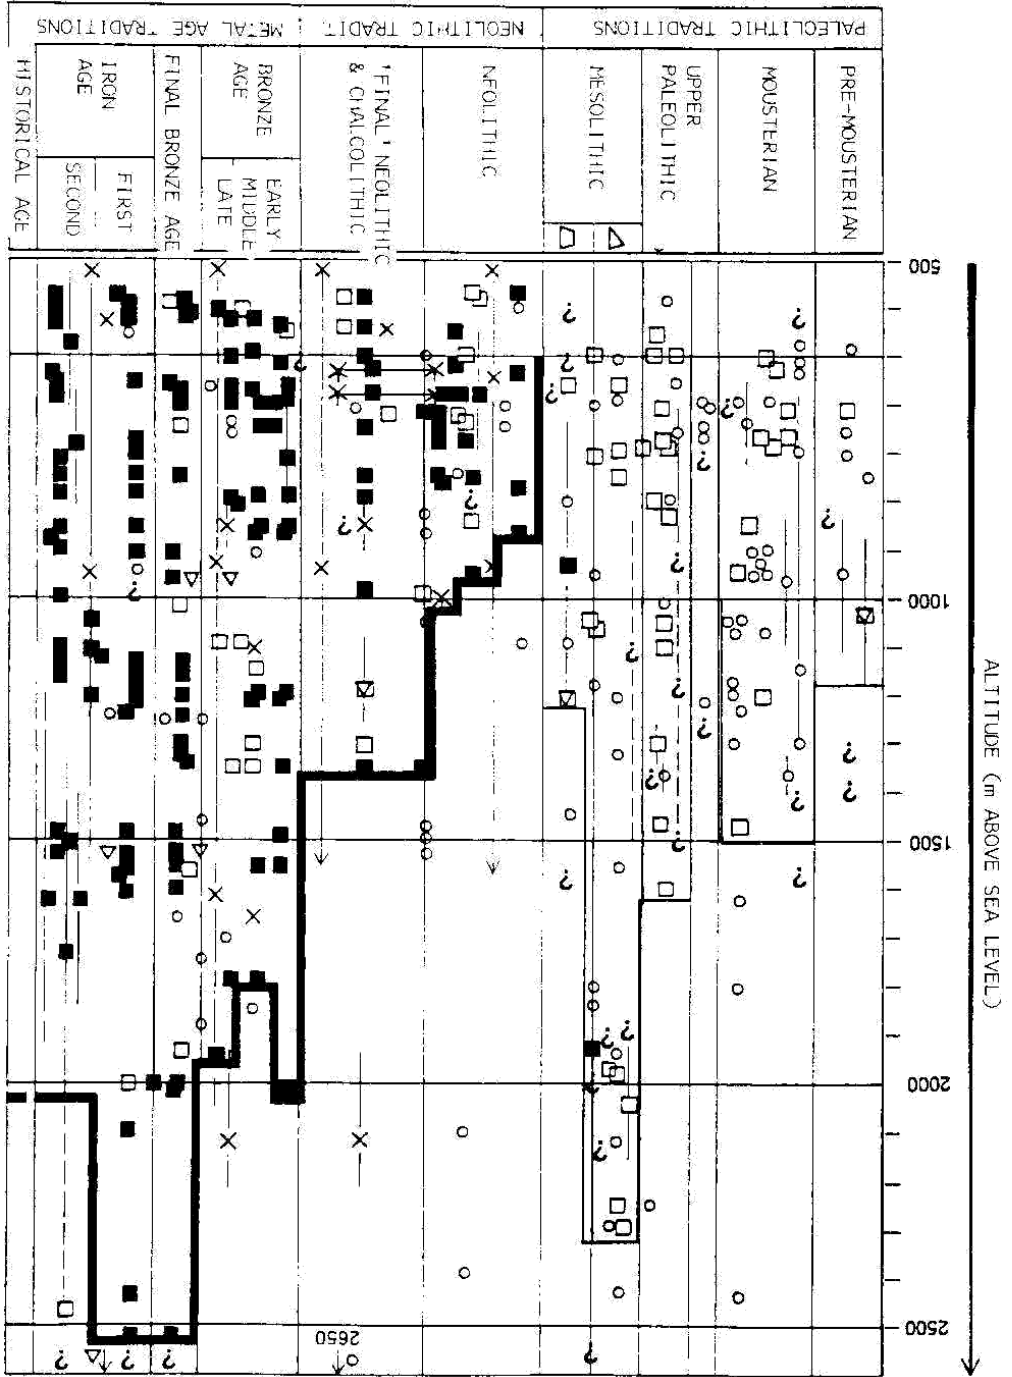 PALEOLITHIC TRADITIONS
NEOLITHIC TRADIT.
METAL AGE TRADITIONS
PRE-MOUSTERIAN
MOUSTERIAN
UPPER
PALEOLITHIC
MESOLITHIC
NEOLITHIC
'FINAL' NEOLITHIC
& CHALCOLITHIC
BRONZE
AGE
EARLY
MIDDLE
LATE
FINAL BRONZE AGE
IRON
AGE
FIRST
SECOND
HISTORICAL AGE
500
1000
1500
2000
2500
2650
ALTITUDE (m ABOVE SEA LEVEL)